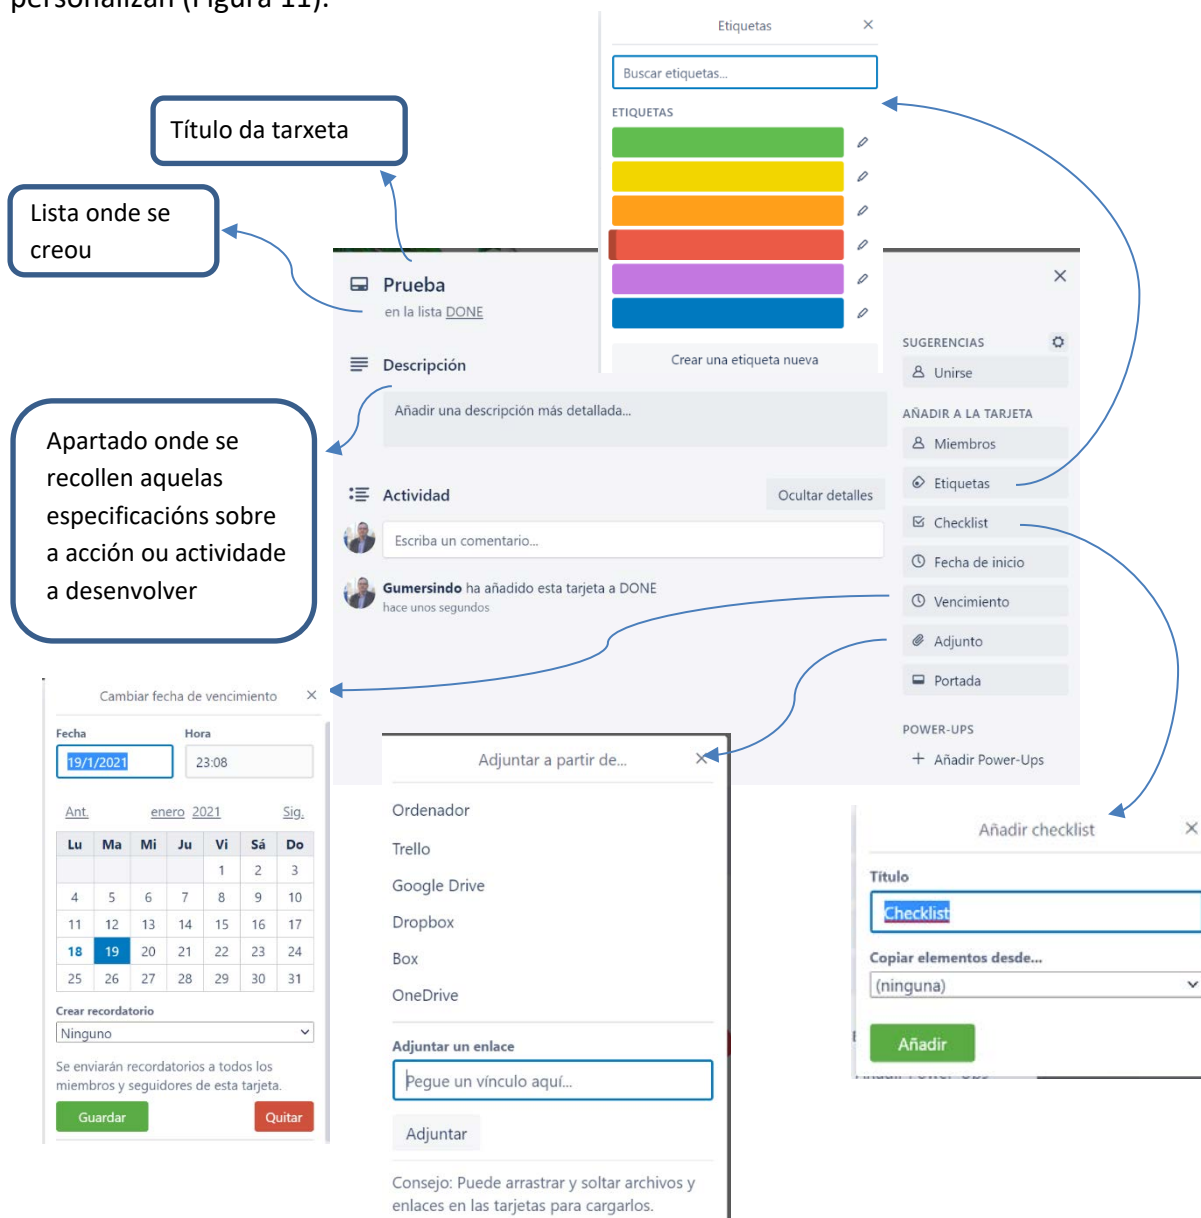 personalizan (Figura 11).
Etiquetas
Buscar etiquetas...
ETIQUETAS
Crear una etiqueta nueva
Título da tarxeta
Lista onde se
creou
Prueba
en la lista DONE
Descripción
Añadir una descripción más detallada...
Apartado onde se
recollen aquelas
especificacións sobre
a acción ou actividade
a desenvolver
Actividad
Ocultar detalles
Escriba un comentario...
Gumersindo ha añadido esta tarjeta a DONE
hace unos segundos
SUGERENCIAS
Unirse
AÑADIR A LA TARJETA
Miembros
Etiquetas
Checklist
Fecha de inicio
Vencimiento
Adjunto
Portada
POWER-UPS
+ Añadir Power-Ups
Cambiar fecha de vencimiento
Fecha Hora
19/1/2021 23:08
Ant. enero 2021 Sig.
Lu Ma Mi Ju Vi Sá Do
1 2 3
4 5 6 7 8 9 10
11 12 13 14 15 16 17
18 19 20 21 22 23 24
25 26 27 28 29 30 31
Crear recordatorio
Ninguno
Se enviarán recordatorios a todos los
miembros y seguidores de esta tarjeta.
Guardar Quitar
Adjuntar a partir de...
Ordenador
Trello
Google Drive
Dropbox
Box
OneDrive
Adjuntar un enlace
Pegue un vínculo aquí...
Adjuntar
Consejo: Puede arrastrar y soltar archivos y
enlaces en las tarjetas para cargarlos.
Añadir checklist
Título
Checklist
Copiar elementos desde...
(ninguna)
Añadir